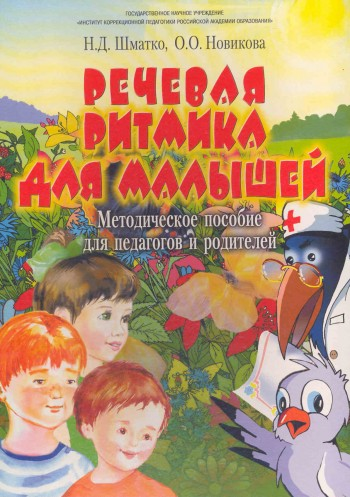 ГОСУДАРСТВЕННОЕ НАУЧНОЕ УЧРЕЖДЕНИЕ
«ИНСТИТУТ КОРРЕКЦИОННОЙ ПЕДАГОГИКИ РОССИЙСКОЙ АКАДЕМИИ ОБРАЗОВАНИЯ»
Н.Д. Шматко, О.О. Новикова
РЕЧЕВАЯ
РИТМИКА
ДЛЯ МАЛЫШЕЙ
Методическое пособие
для педагогов и родителей